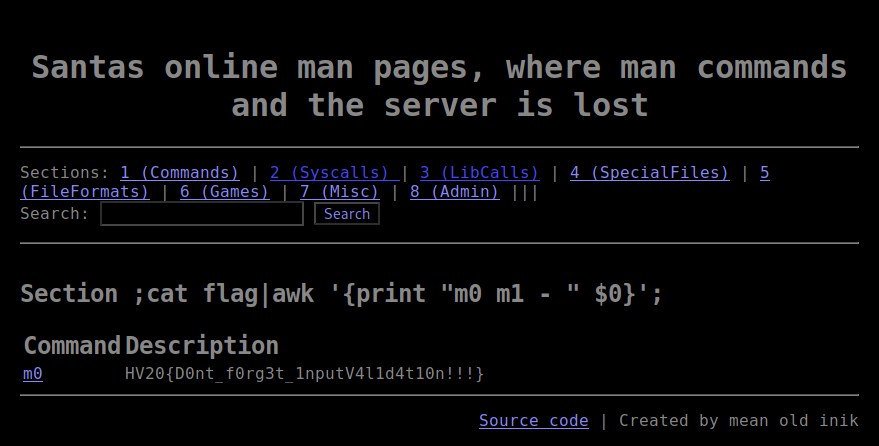 Santas online man pages, where man commands
and the server is lost
Sections: 1 (Commands) | 2 (Syscalls) | 3 (LibCalls) | 4 (SpecialFiles) | 5
(FileFormats) | 6 (Games) | 7 (Misc) | 8 (Admin) |||
Search: Search
Section ;cat flag|awk '{print "m0 m1 - " $0}';
Command Description
m0 HV20{D0nt_f0rg3t_1nputV4l1d4t10n!!!}
Source code | Created by mean old inik